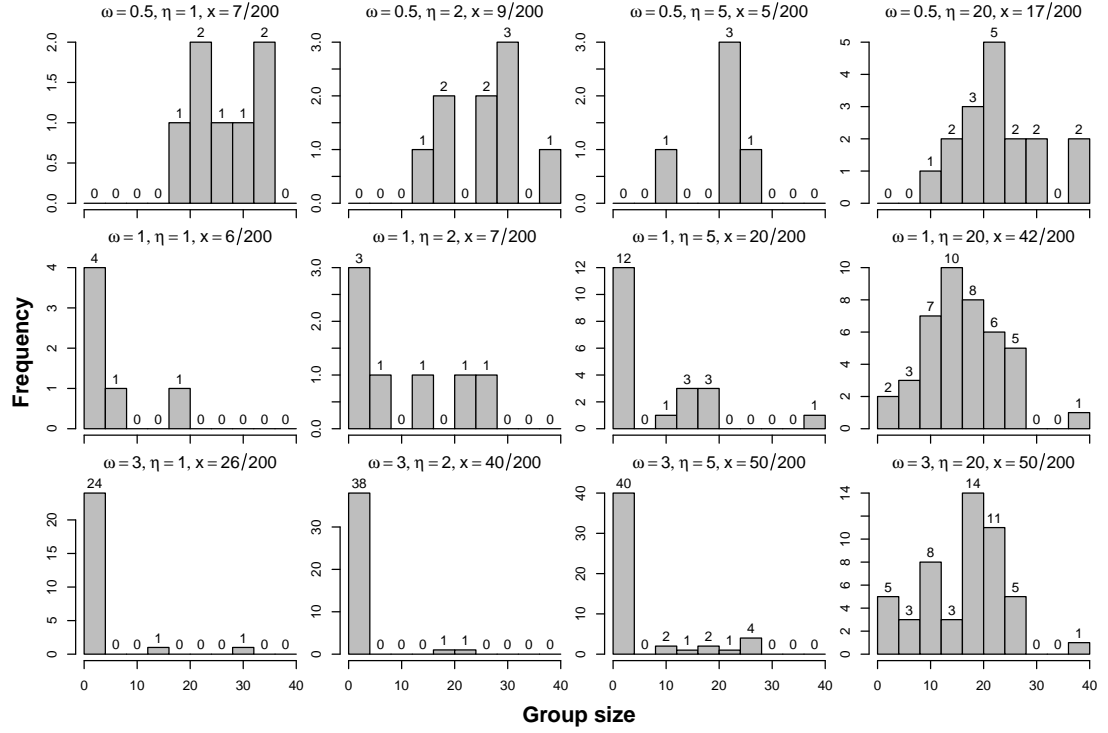 ω = 0.5, η = 1, x = 7/200
0.0 0.5 1.0 1.5 2.0
0 0 0 0 1 2 1 1 2 0
ω = 0.5, η = 2, x = 9/200
0.0 1.0 2.0 3.0
0 0 0 1 2 0 2 3 0 1
ω = 0.5, η = 5, x = 5/200
0.0 1.0 2.0 3.0
0 0 1 0 0 3 1 0 0 0
ω = 0.5, η = 20, x = 17/200
0 1 2 3 4 5
0 0 1 2 3 5 2 2 0 2
Frequency
ω = 1, η = 1, x = 6/200
0 1 2 3 4
4 1 0 0 1 0 0 0 0 0
ω = 1, η = 2, x = 7/200
0.0 1.0 2.0 3.0
3 1 0 1 0 1 1 0 0 0
ω = 1, η = 5, x = 20/200
0 2 4 6 8 10 12
12 0 1 3 3 0 0 0 0 1
ω = 1, η = 20, x = 42/200
0 2 4 6 8 10
2 3 7 10 8 6 5 0 0 1
ω = 3, η = 1, x = 26/200
0 5 10 15 20
24 0 0 1 0 0 0 1 0 0
0 10 20 30 40
ω = 3, η = 2, x = 40/200
0 10 20 30
38 0 0 0 1 1 0 0 0 0
0 10 20 30 40
ω = 3, η = 5, x = 50/200
0 10 20 30 40
40 0 2 1 2 1 4 0 0 0
0 10 20 30 40
ω = 3, η = 20, x = 50/200
0 2 4 6 8 10 14
5 3 8 3 14 11 5 0 0 1
0 10 20 30 40
Group size